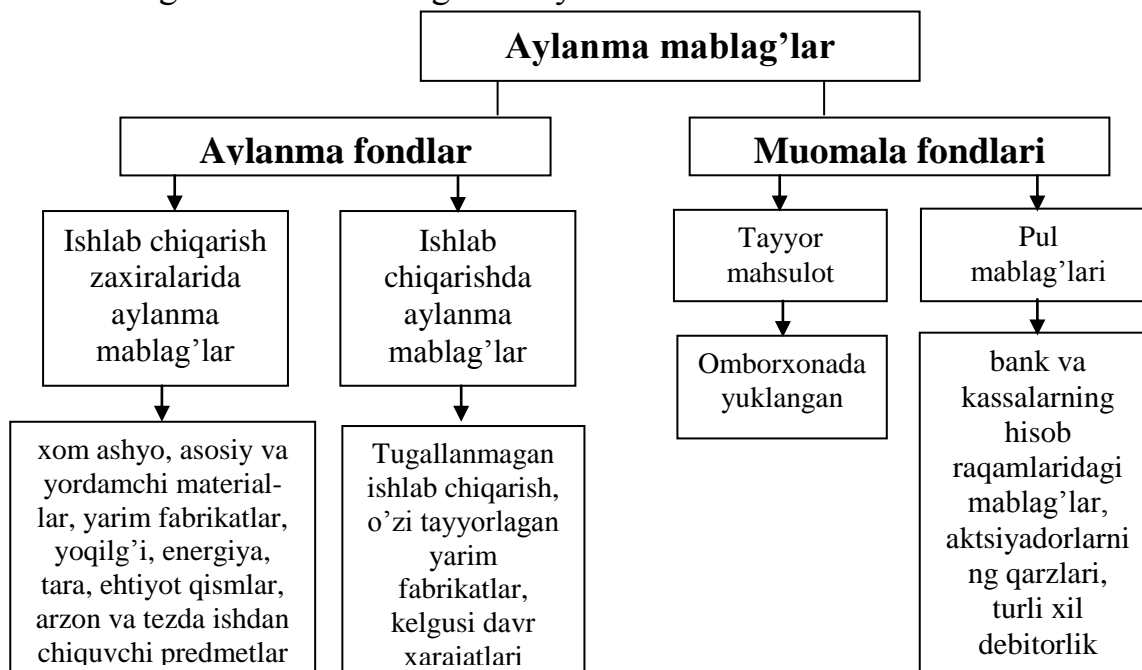 Aylanma mablag’lar
Aylanma fondlar
Muomala fondlari
Ishlab chiqarish
zaxiralarida
aylanma
mablag’lar
Ishlab
chiqarishda
aylanma
mablag’lar
Tayyor
mahsulot
Pul
mablag’lari
xom ashyo, asosiy va
yordamchi material-
lar, yarim fabrikatlar,
yoqilg’i, energiya,
tara, ehtiyot qismlar,
arzon va tezda ishdan
chiquvchi predmetlar
Tugallanmagan
ishlab chiqarish,
o’zi tayyorlagan
yarim
fabrikatlar,
kelgusi davr
xarajatlari
Omborxonada
yuklangan
bank va
kassalarning
hisob
raqamlaridagi
mablag’lar,
aktsiyadorlarni
ng qarzlari,
turli xil
debitorlik